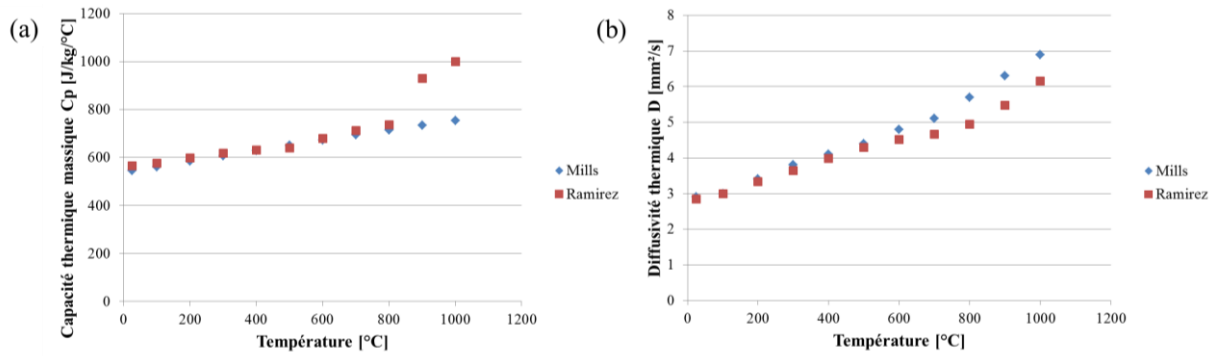 (a)
Capacité thermique massique Cp [J/kg/°C]
1200
1000
800
600
400
200
0
0 200 400 600 800 1000 1200
Température [°C]
Mills
Ramirez
(b)
Diffusivité thermique D [mm²/s]
8
7
6
5
4
3
2
1
0
0 200 400 600 800 1000 1200
Température [°C]
Mills
Ramirez